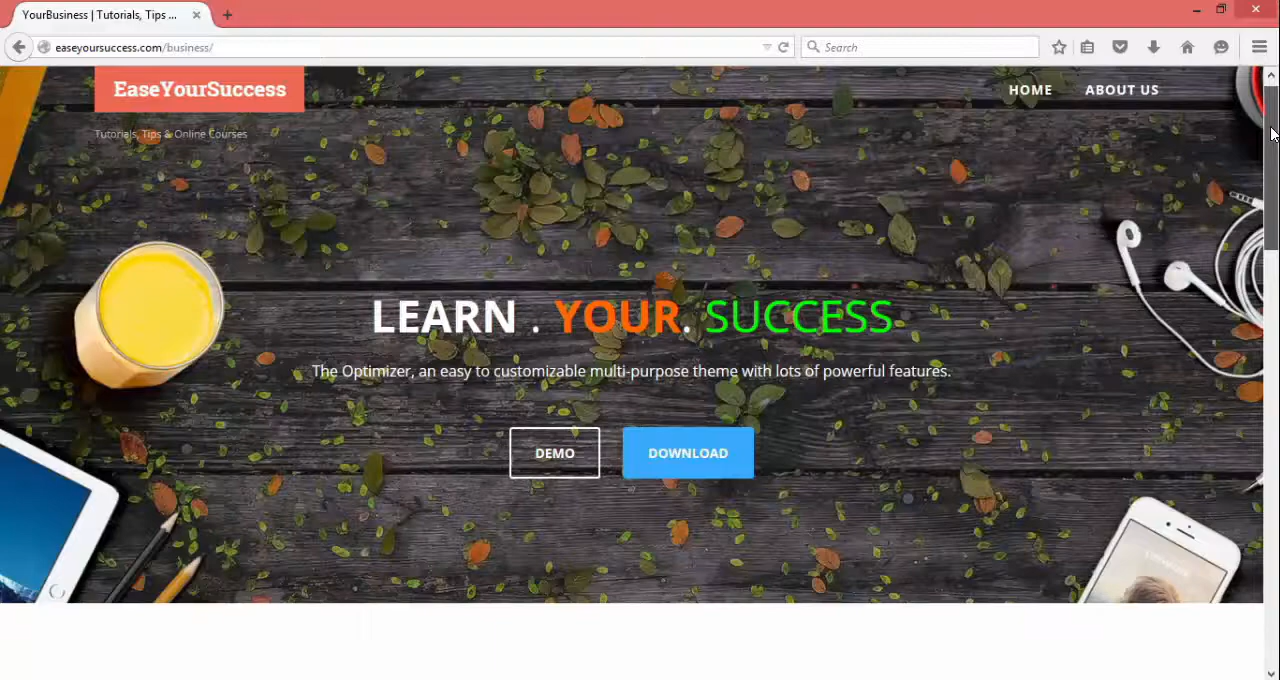 YourBusiness | Tutorials, Tips ...
easeyoursuccess.com/business/
Search
EaseYourSuccess
HOME
ABOUT US
Tutorials, Tips & Online Courses
LEARN . YOUR. SUCCESS
The Optimizer, an easy to customizable multi-purpose theme with lots of powerful features.
DEMO
DOWNLOAD